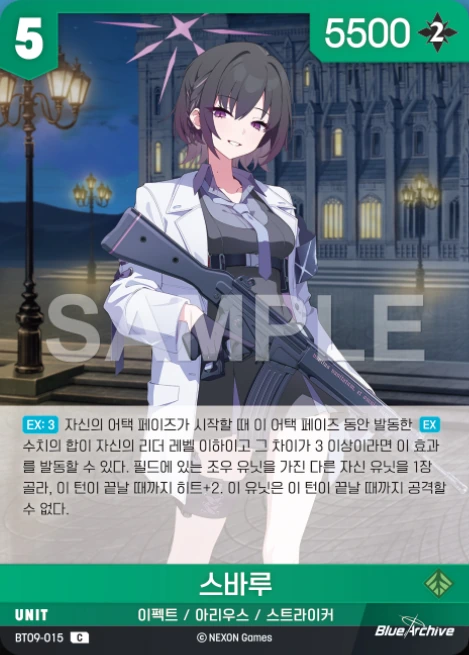 5
5500 2
SAMPLE
EX: 3 자신의 어택 페이즈가 시작할 때 이 어택 페이즈 동안 발동한 EX
수치의 합이 자신의 리더 레벨 이하이고 그 차이가 3 이상이라면 이 효과
를 발동할 수 있다. 필드에 있는 조우 유닛을 가진 다른 자신 유닛을 1장
골라, 이 턴이 끝날 때까지 히트+2. 이 유닛은 이 턴이 끝날 때까지 공격할
수 없다.
스바루
UNIT
이펙트 / 아리우스 / 스트라이커
BT09-015 C
© NEXON Games
Blue Archive